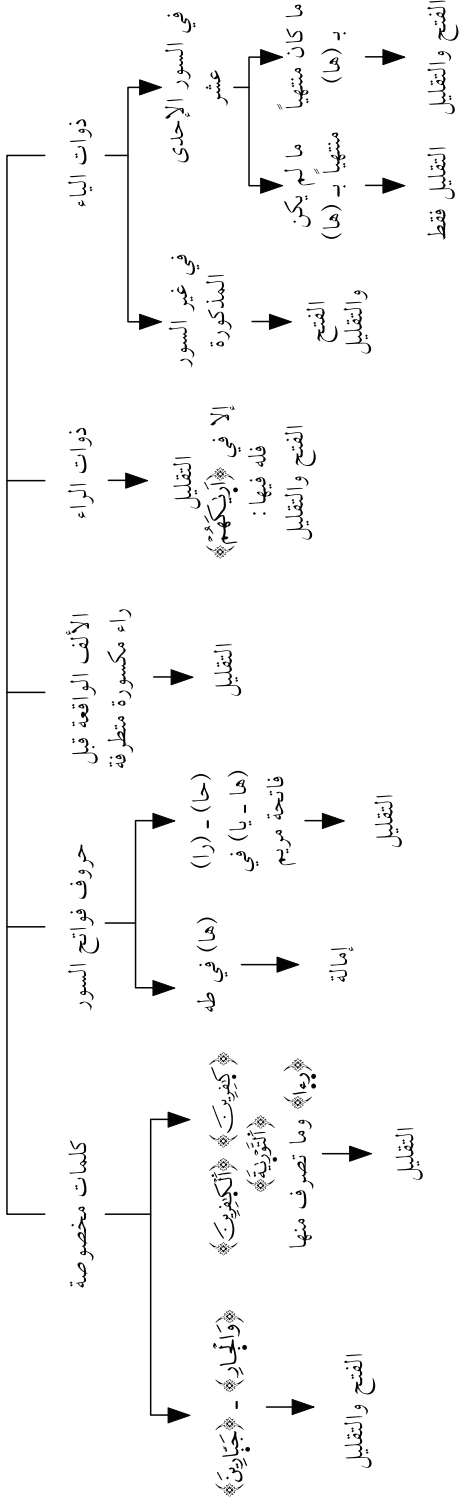 ذوات الياء
في السور الإحدى
عشر
ما كان منتهياً
بـ (ها)
الفتح والتقليل
ما لم يكن
منتهياً بـ (ها)
التقليل فقط
في غير السور
المذكورة
الفتح
والتقليل
ذوات الراء
التقليل
إلا في ﴿أَرَىٰكَهُمْ﴾
فله فيها :
الفتح والتقليل
الألف الواقعة قبل
راء مكسورة متطرفة
التقليل
حروف فواتح السور
(حا) - (را)
(ها - يا) في
فاتحة مريم
التقليل
(ها) في طه
إمالة
كلمات مخصوصة
﴿الْكَٰفِرِينَ﴾ ﴿كَٰفِرِينَ﴾
﴿التَّوْرَىٰةَ﴾
وما تصرف منها ﴿رَءَا﴾
التقليل
﴿جَبَّارِينَ﴾ - ﴿وَالْجَارِ﴾
الفتح والتقليل